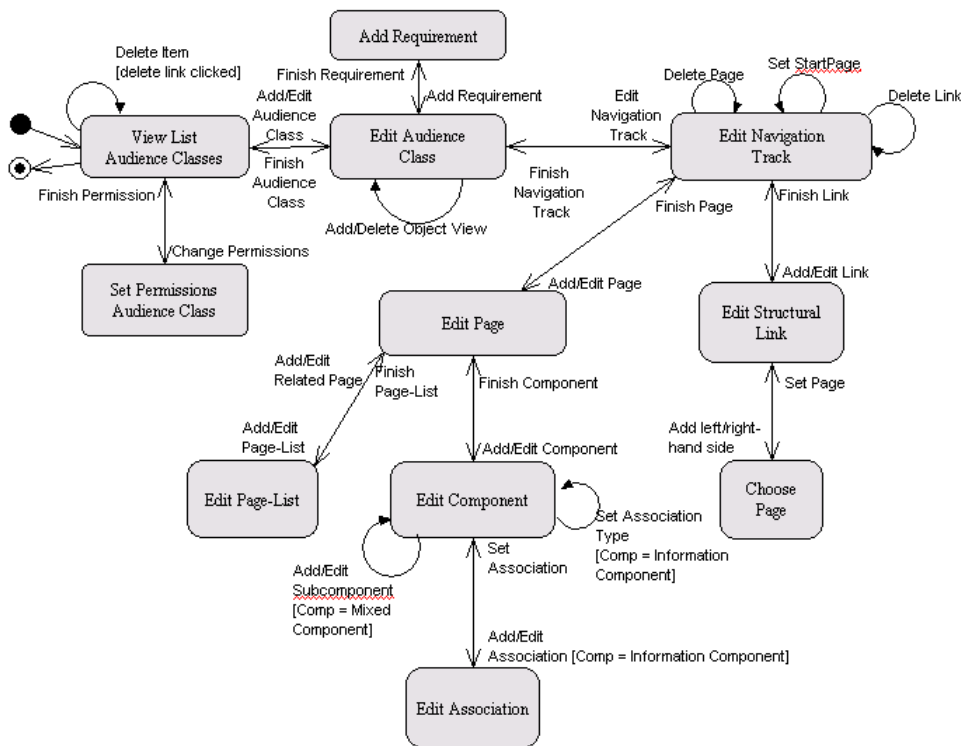 Add Requirement
Delete Item
[delete link clicked]
Finish Requirement
Add Requirement
Add/Edit
Audience
Class
Finish
Audience
Class
View List
Audience Classes
Edit Audience
Class
Edit
Navigation
Track
Finish
Navigation
Track
Delete Page
Set StartPage
Delete Link
Edit Navigation
Track
Finish Permission
Add/Delete Object View
Finish Page
Finish Link
Change Permissions
Set Permissions
Audience Class
Add/Edit Page
Add/Edit Link
Edit Page
Edit Structural
Link
Add/Edit
Related Page
Finish
Page-List
Finish Component
Set Page
Add/Edit
Page-List
Add/Edit Component
Add left/right-
hand side
Edit Page-List
Edit Component
Choose
Page
Set Association
Type
[Comp = Information
Component]
Set
Association
Add/Edit
Subcomponent
[Comp = Mixed
Component]
Add/Edit
Association [Comp = Information Component]
Edit Association